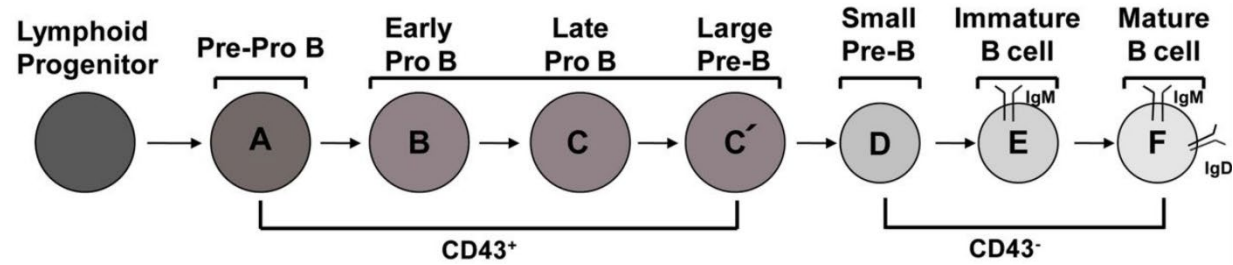 Lymphoid
Progenitor
Pre-Pro B
Early
Pro B
Late
Pro B
Large
Pre-B
Small
Pre-B
Immature
B cell
Mature
B cell
IgM
IgM
A
B
C
C´
D
E
F
IgD
CD43⁺
CD43⁻